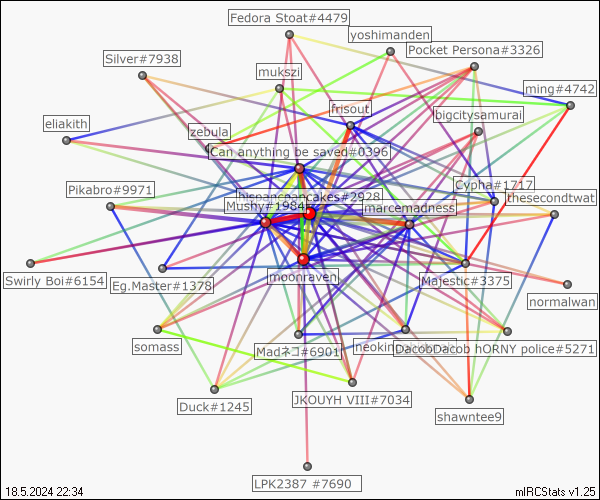 Fedora Stoat#4479
yoshimanden
Pocket Persona#3326
Silver#7938
mukszi
ming#4742
frisout
bigcitysamurai
eliakith
zebula
Can anything be saved#0396
Pikabro#9971
hispancpancakes#2928
Cypha#1717
thesecondtwat
Mushy#1984
marcemadness
Swirly Boi#6154
Eg.Master#1378
moonraven
Majestic#3375
normalwan
somass
Madネコ#6901
DacobDacob hORNY police#5271
Duck#1245
JKOUYH VIII#7034
shawntee9
LPK2387 #7690
18.5.2024 22:34
mIRCStats v1.25